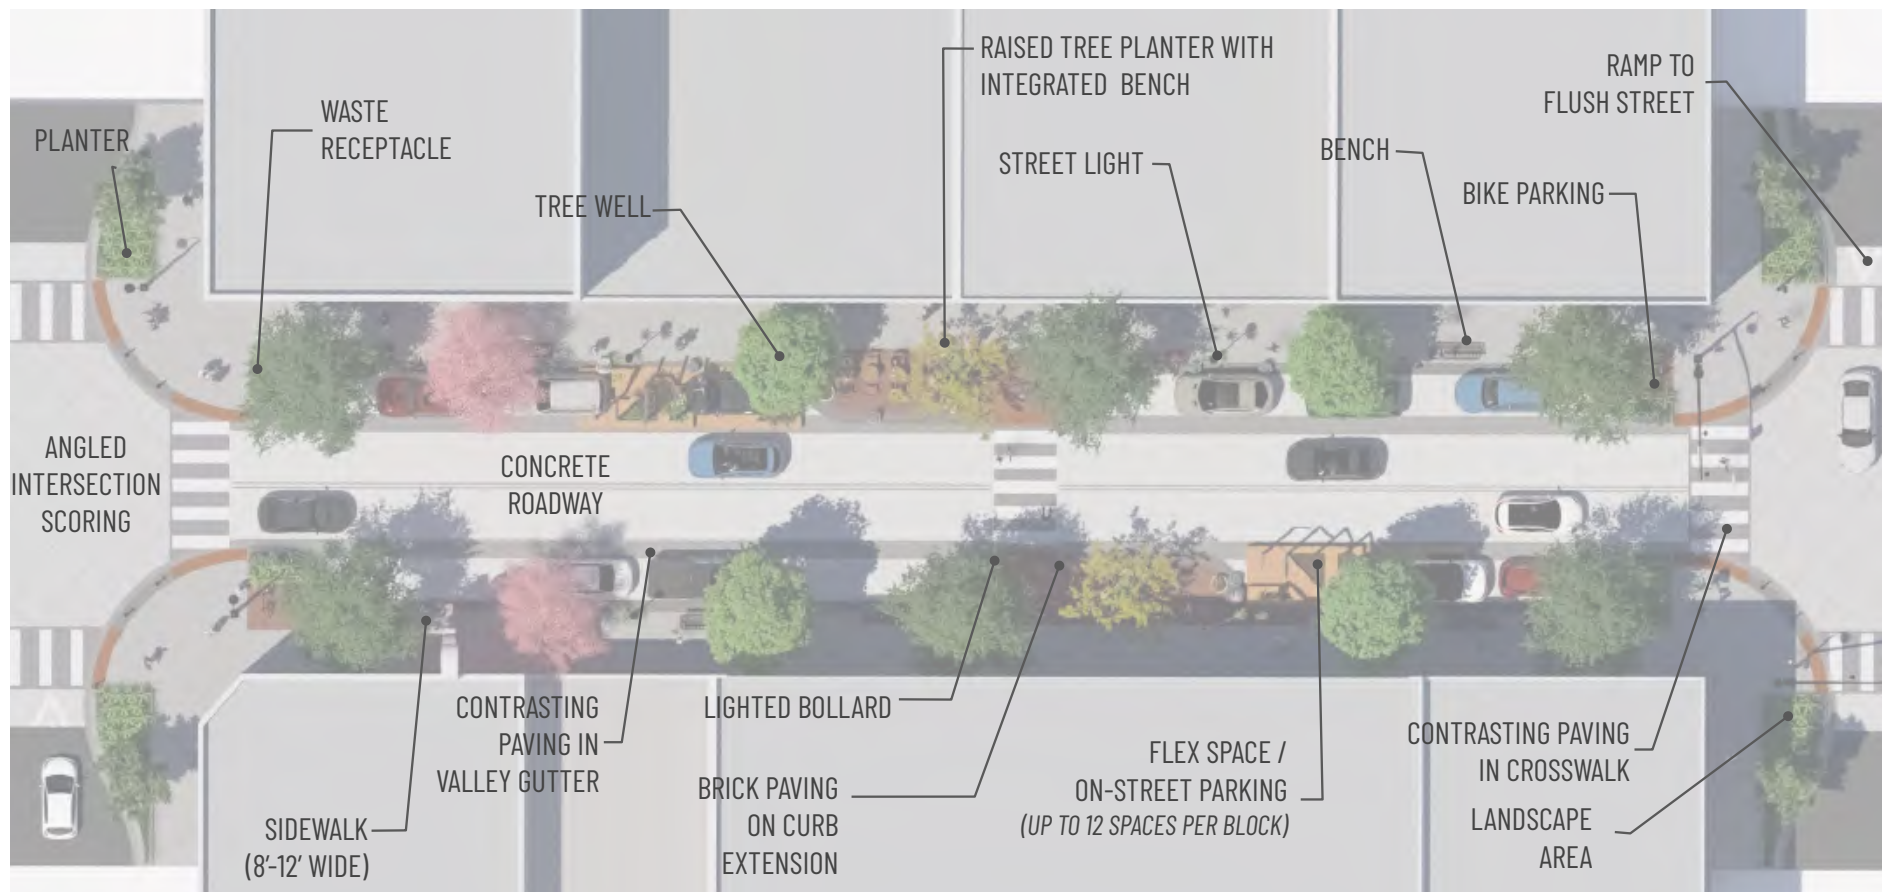 RAISED TREE PLANTER WITH
INTEGRATED BENCH
RAMP TO
FLUSH STREET
WASTE
RECEPTACLE
PLANTER
STREET LIGHT
BENCH
BIKE PARKING
TREE WELL
ANGLED
INTERSECTION
SCORING
CONCRETE
ROADWAY
CONTRASTING
PAVING IN
VALLEY GUTTER
LIGHTED BOLLARD
BRICK PAVING
ON CURB
EXTENSION
FLEX SPACE /
ON-STREET PARKING
(UP TO 12 SPACES PER BLOCK)
CONTRASTING PAVING
IN CROSSWALK
LANDSCAPE
AREA
SIDEWALK
(8'-12' WIDE)